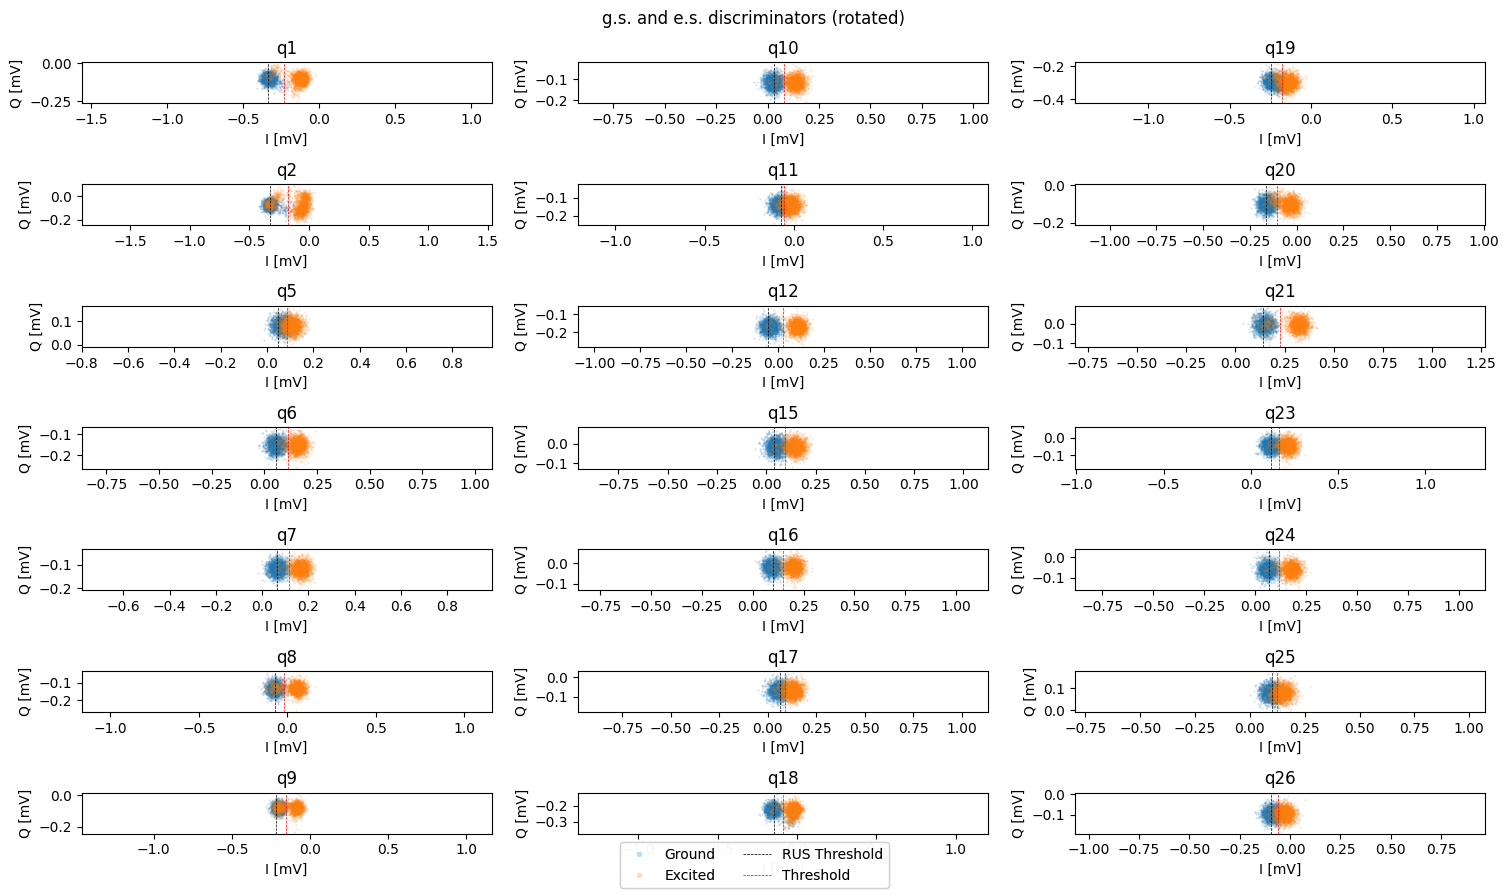 g.s. and e.s. discriminators (rotated)
q1
0.00
−0.25
Q [mV]
−1.5 −1.0 −0.5 0.0 0.5 1.0
I [mV]
q10
−0.1
−0.2
Q [mV]
−0.75 −0.50 −0.25 0.00 0.25 0.50 0.75 1.00
I [mV]
q19
−0.2
−0.4
Q [mV]
−1.0 −0.5 0.0 0.5 1.0
I [mV]
q2
0.0
−0.2
Q [mV]
−1.5 −1.0 −0.5 0.0 0.5 1.0 1.5
I [mV]
q11
−0.1
−0.2
Q [mV]
−1.0 −0.5 0.0 0.5 1.0
I [mV]
q20
0.0
−0.2
Q [mV]
−1.00 −0.75 −0.50 −0.25 0.00 0.25 0.50 0.75 1.00
I [mV]
q5
0.1
0.0
Q [mV]
−0.8 −0.6 −0.4 −0.2 0.0 0.2 0.4 0.6 0.8
I [mV]
q12
−0.1
−0.2
Q [mV]
−1.00 −0.75 −0.50 −0.25 0.00 0.25 0.50 0.75 1.00
I [mV]
q21
0.0
−0.1
Q [mV]
−0.75 −0.50 −0.25 0.00 0.25 0.50 0.75 1.00 1.25
I [mV]
q6
−0.1
−0.2
Q [mV]
−0.75 −0.50 −0.25 0.00 0.25 0.50 0.75 1.00
I [mV]
q15
0.0
−0.1
Q [mV]
−0.75 −0.50 −0.25 0.00 0.25 0.50 0.75 1.00
I [mV]
q23
0.0
−0.1
Q [mV]
−1.0 −0.5 0.0 0.5 1.0
I [mV]
q7
−0.1
−0.2
Q [mV]
−0.6 −0.4 −0.2 0.0 0.2 0.4 0.6 0.8
I [mV]
q16
0.0
−0.1
Q [mV]
−0.75 −0.50 −0.25 0.00 0.25 0.50 0.75 1.00
I [mV]
q24
0.0
−0.1
Q [mV]
−0.75 −0.50 −0.25 0.00 0.25 0.50 0.75 1.00
I [mV]
q8
−0.1
−0.2
Q [mV]
−1.0 −0.5 0.0 0.5 1.0
I [mV]
q17
0.0
−0.1
Q [mV]
−0.75 −0.50 −0.25 0.00 0.25 0.50 0.75 1.00
I [mV]
q25
0.1
0.0
Q [mV]
−0.75 −0.50 −0.25 0.00 0.25 0.50 0.75 1.00
I [mV]
q9
0.0
−0.2
Q [mV]
−1.0 −0.5 0.0 0.5 1.0
I [mV]
q18
−0.2
−0.3
Q [mV]
1.0
q26
0.0
−0.1
Q [mV]
−1.00 −0.75 −0.50 −0.25 0.00 0.25 0.50 0.75
I [mV]
Ground
Excited
RUS Threshold
Threshold